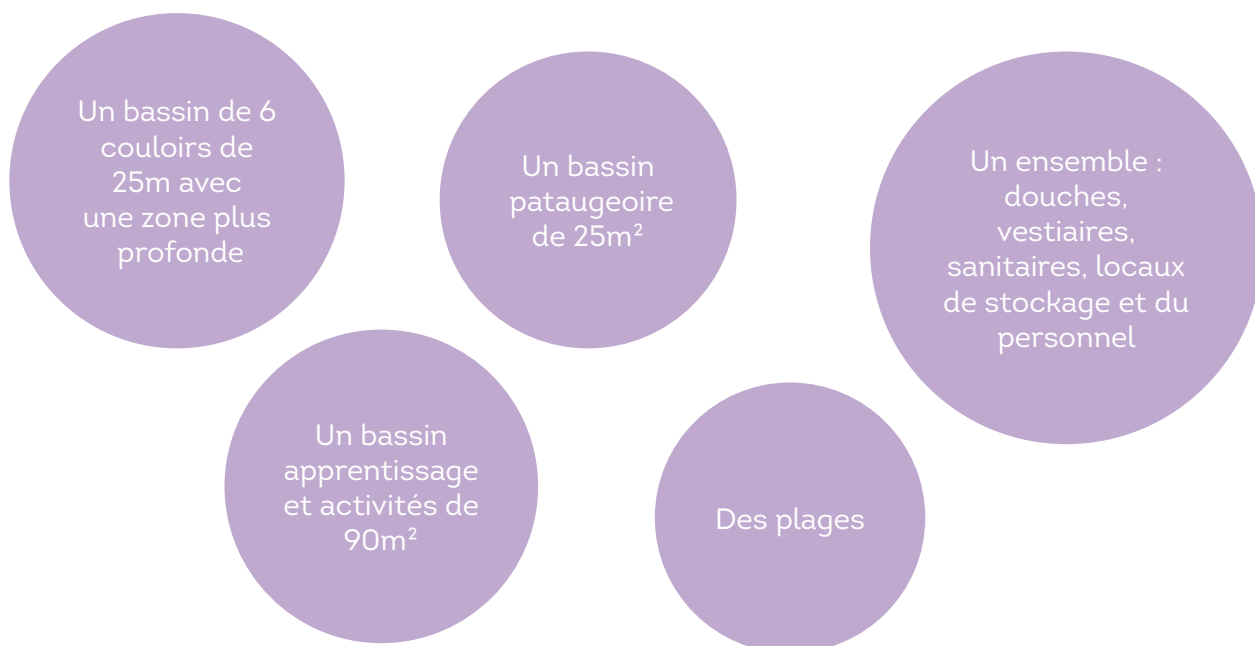 Un bassin de 6
couloirs de
25m avec
une zone plus
profonde
Un bassin
pataugeoire
de 25m²
Un ensemble :
douches,
vestiaires,
sanitaires, locaux
de stockage et du
personnel
Un bassin
apprentissage
et activités de
90m²
Des plages